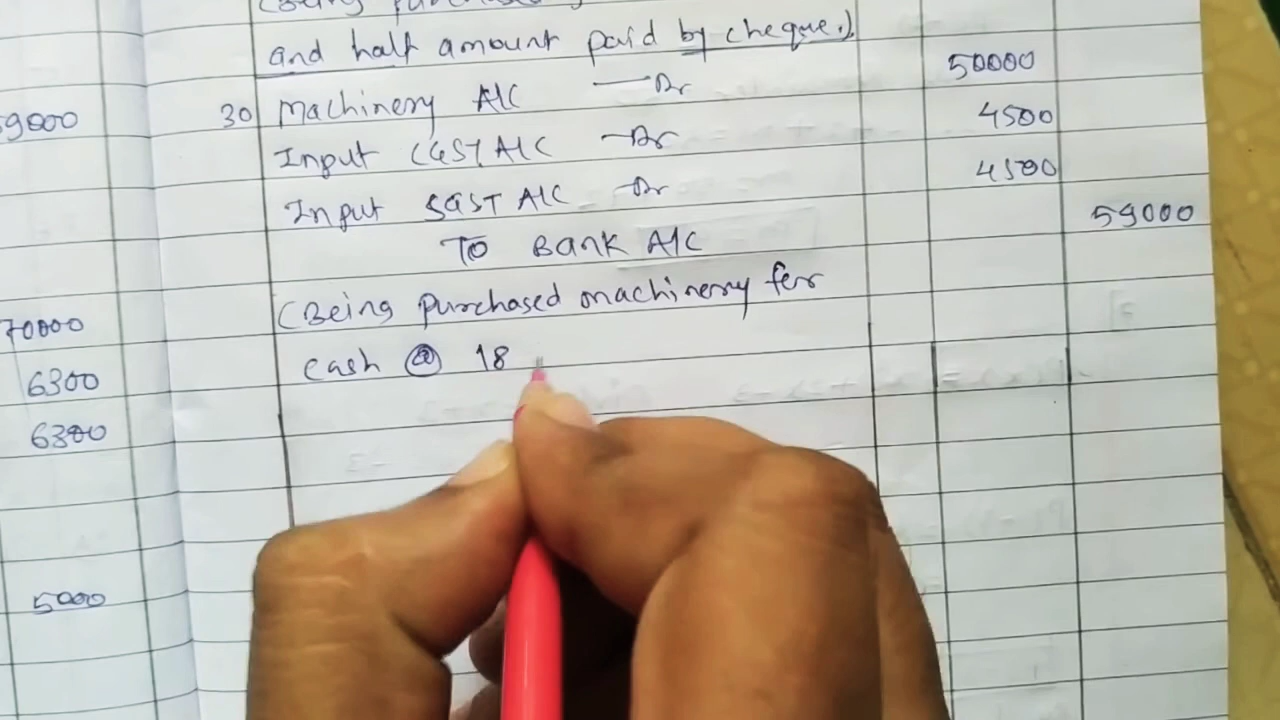 and half amount paid by cheque.)
50000
9000 30 Machinery A/C — Dr
4500
Input CGST A/C — Dr
4500
Input SGST A/C — Dr
59000
TO Bank A/C
(Being purchased machinery for
70000
cash @ 18
6300
6300
5000